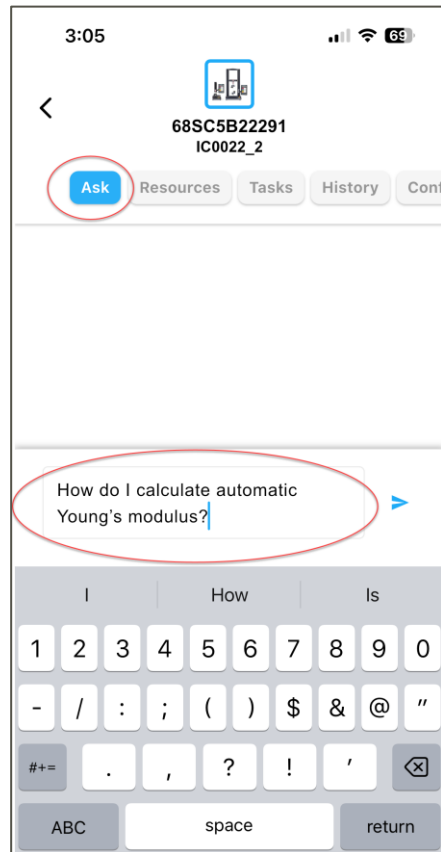 3:05
69
68SC5B22291
IC0022_2
Ask Resources Tasks History Conf
How do I calculate automatic
Young's modulus?
I How Is
1 2 3 4 5 6 7 8 9 0
- / : ; ( ) $ & @ "
#+= . , ? ! '
ABC space return